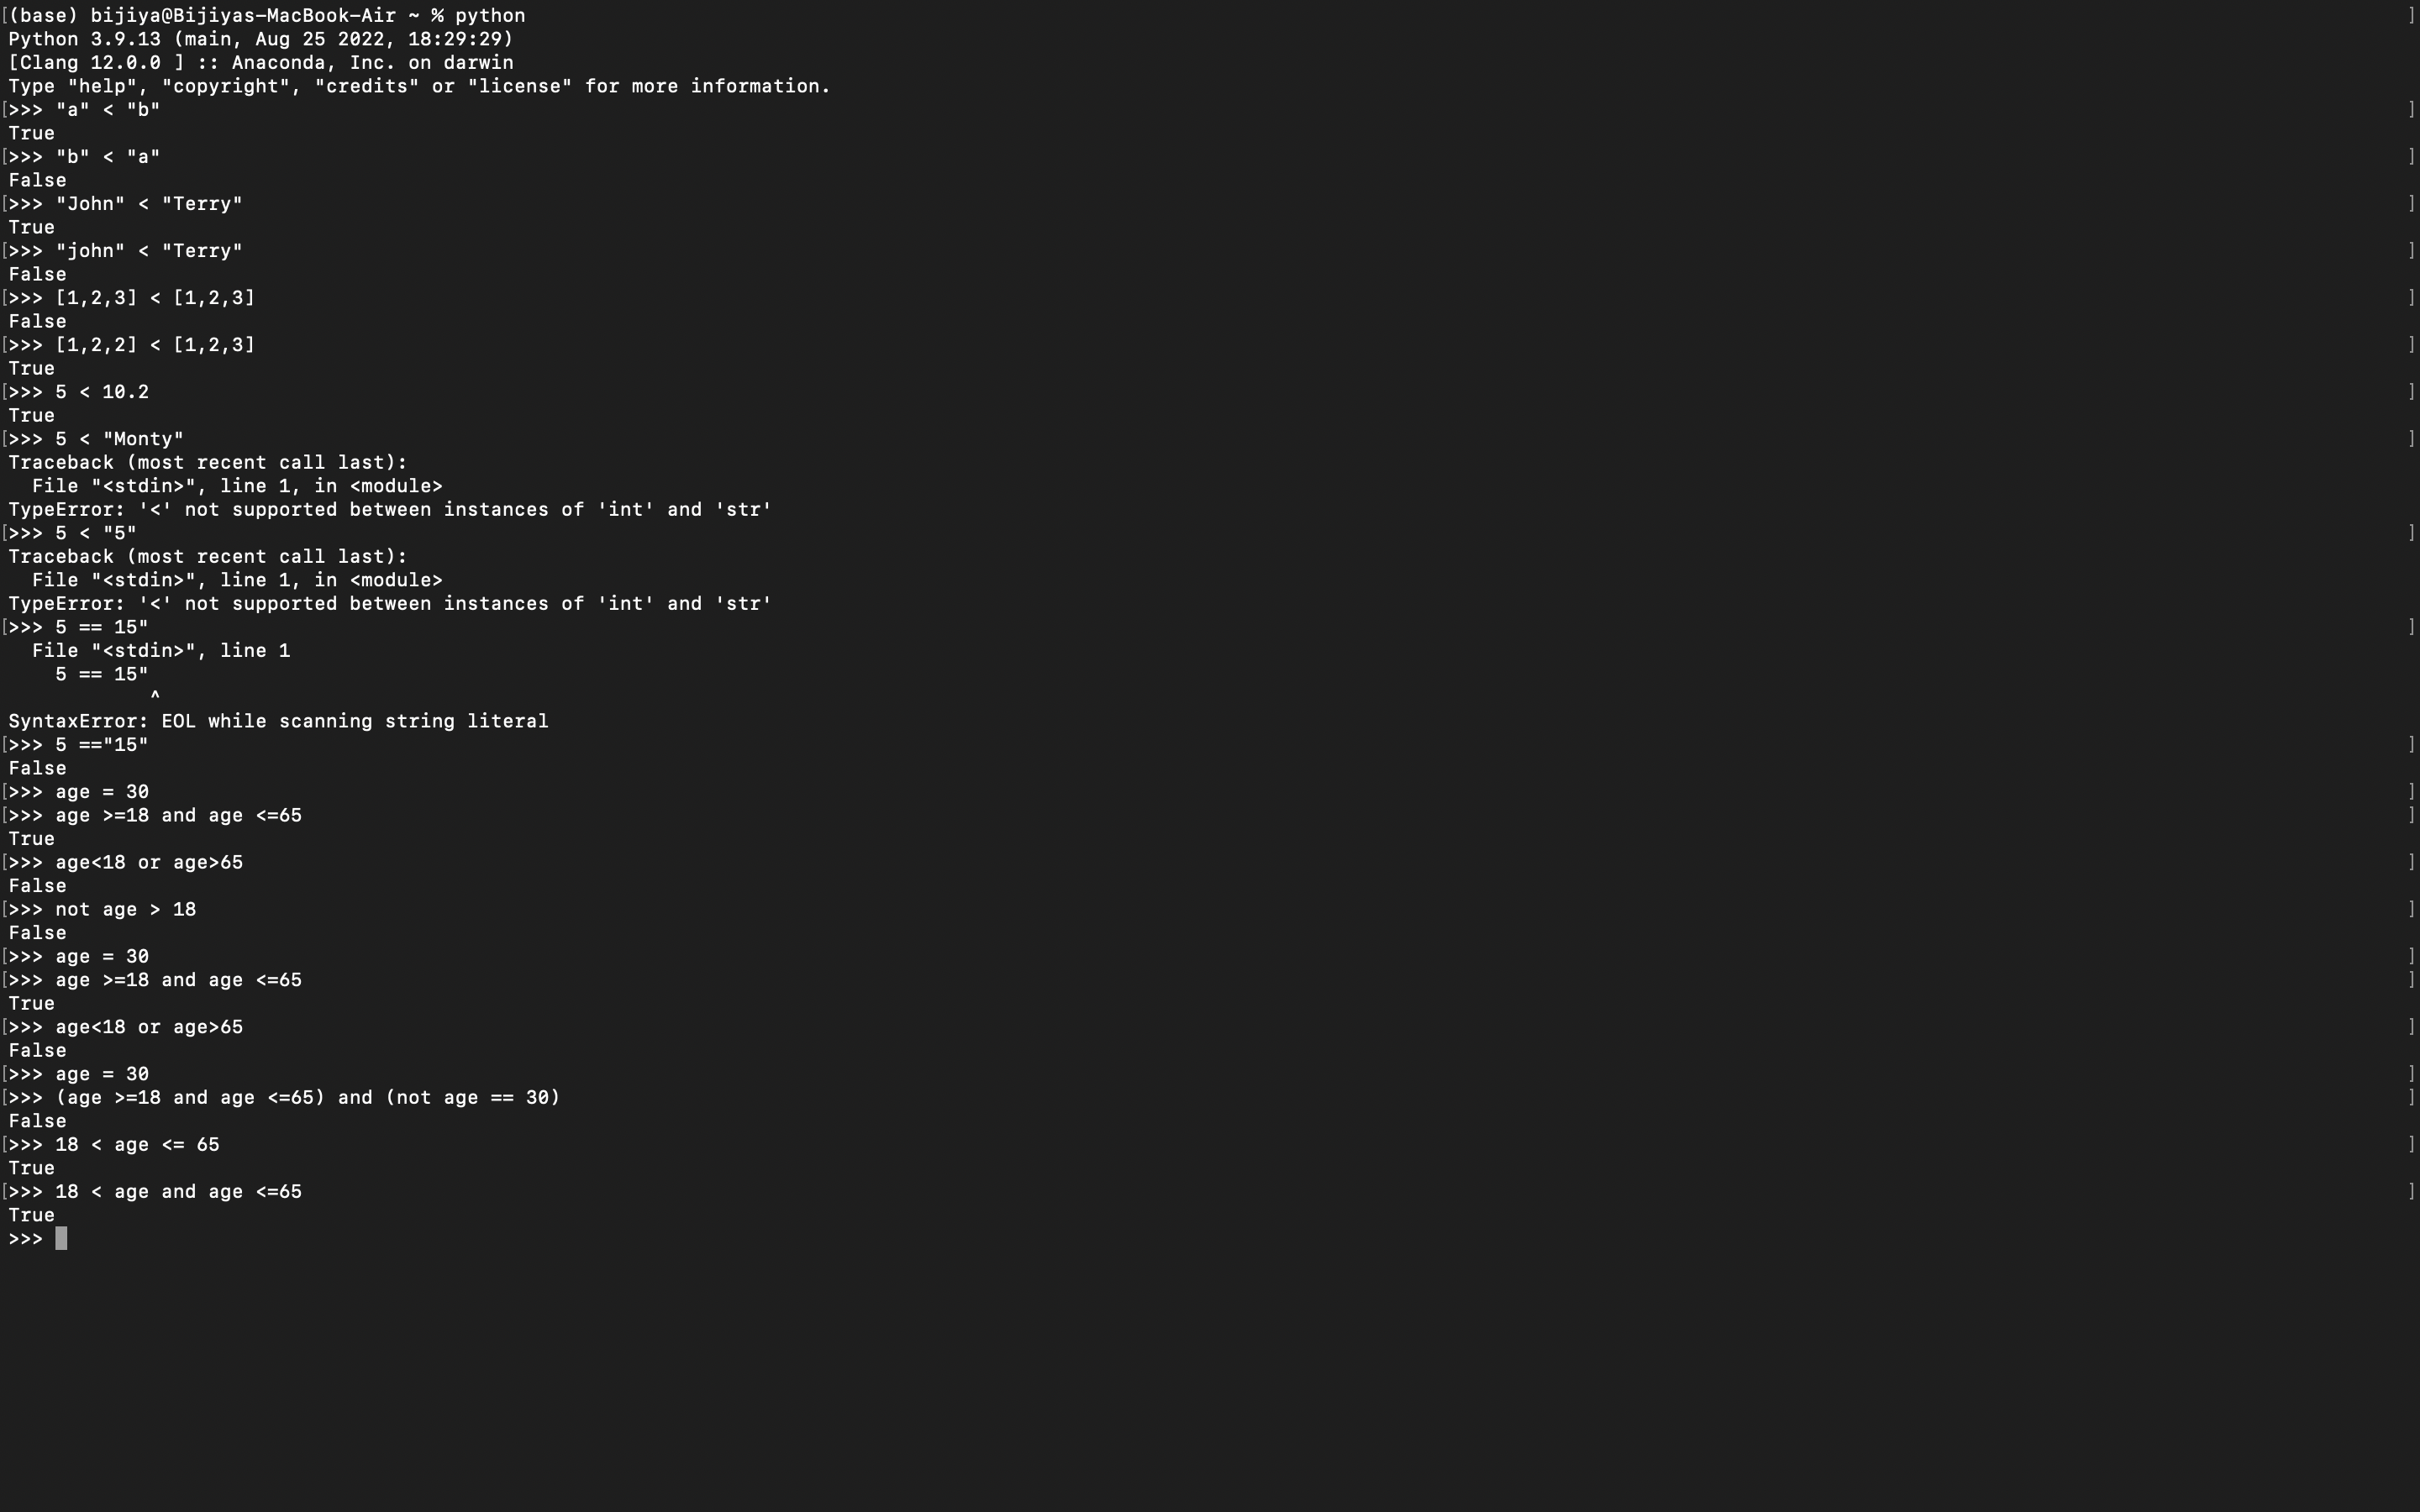 [(base) bijiya@Bijiyas-MacBook-Air ~ % python ]
Python 3.9.13 (main, Aug 25 2022, 18:29:29)
[Clang 12.0.0 ] :: Anaconda, Inc. on darwin
Type "help", "copyright", "credits" or "license" for more information.
[>>> "a" < "b" ]
True
[>>> "b" < "a" ]
False
[>>> "John" < "Terry" ]
True
[>>> "john" < "Terry" ]
False
[>>> [1,2,3] < [1,2,3] ]
False
[>>> [1,2,2] < [1,2,3] ]
True
[>>> 5 < 10.2 ]
True
[>>> 5 < "Monty" ]
Traceback (most recent call last):
  File "<stdin>", line 1, in <module>
TypeError: '<' not supported between instances of 'int' and 'str'
[>>> 5 < "5" ]
Traceback (most recent call last):
  File "<stdin>", line 1, in <module>
TypeError: '<' not supported between instances of 'int' and 'str'
[>>> 5 == 15" ]
  File "<stdin>", line 1
    5 == 15"
            ^
SyntaxError: EOL while scanning string literal
[>>> 5 =="15" ]
False
[>>> age = 30 ]
[>>> age >=18 and age <=65 ]
True
[>>> age<18 or age>65 ]
False
[>>> not age > 18 ]
False
[>>> age = 30 ]
[>>> age >=18 and age <=65 ]
True
[>>> age<18 or age>65 ]
False
[>>> age = 30 ]
[>>> (age >=18 and age <=65) and (not age == 30) ]
False
[>>> 18 < age <= 65 ]
True
[>>> 18 < age and age <=65 ]
True
>>>